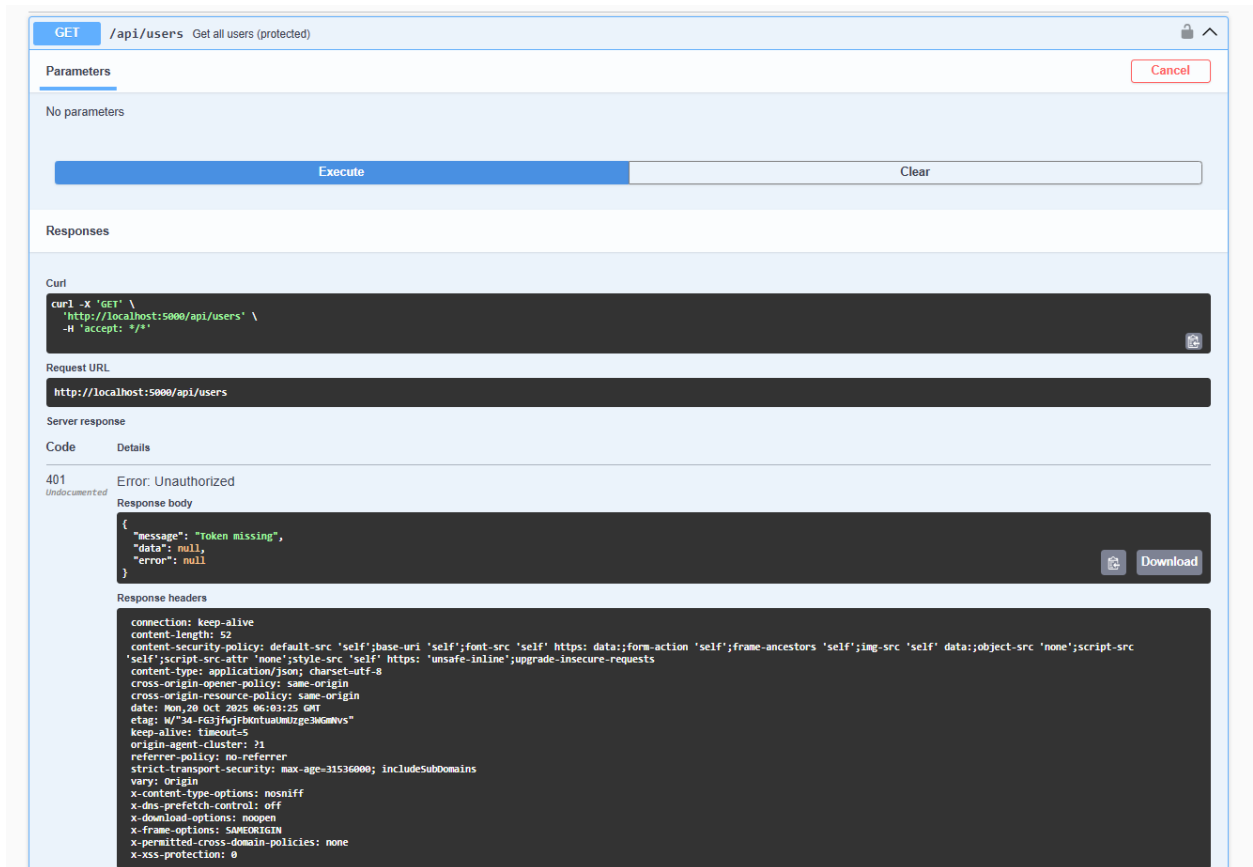 GET /api/users Get all users (protected)
Parameters
Cancel
No parameters
Execute
Clear
Responses
Curl
curl -X 'GET' \
'http://localhost:5000/api/users' \
-H 'accept: */*'
Request URL
http://localhost:5000/api/users
Server response
Code Details
401
Undocumented
Error: Unauthorized
Response body
{
"message": "Token missing",
"data": null,
"error": null
}
Download
Response headers
connection: keep-alive
content-length: 52
content-security-policy: default-src 'self';base-uri 'self';font-src 'self' https: data:;form-action 'self';frame-ancestors 'self';img-src 'self' data:;object-src 'none';script-src
'self';script-src-attr 'none';style-src 'self' https: 'unsafe-inline';upgrade-insecure-requests
content-type: application/json; charset=utf-8
cross-origin-opener-policy: same-origin
cross-origin-resource-policy: same-origin
date: Mon,20 Oct 2025 06:03:25 GMT
etag: W/"34-FG3jfwjFbKntuaUmUzge3WGmNvs"
keep-alive: timeout=5
origin-agent-cluster: ?1
referrer-policy: no-referrer
strict-transport-security: max-age=31536000; includeSubDomains
vary: Origin
x-content-type-options: nosniff
x-dns-prefetch-control: off
x-download-options: noopen
x-frame-options: SAMEORIGIN
x-permitted-cross-domain-policies: none
x-xss-protection: 0